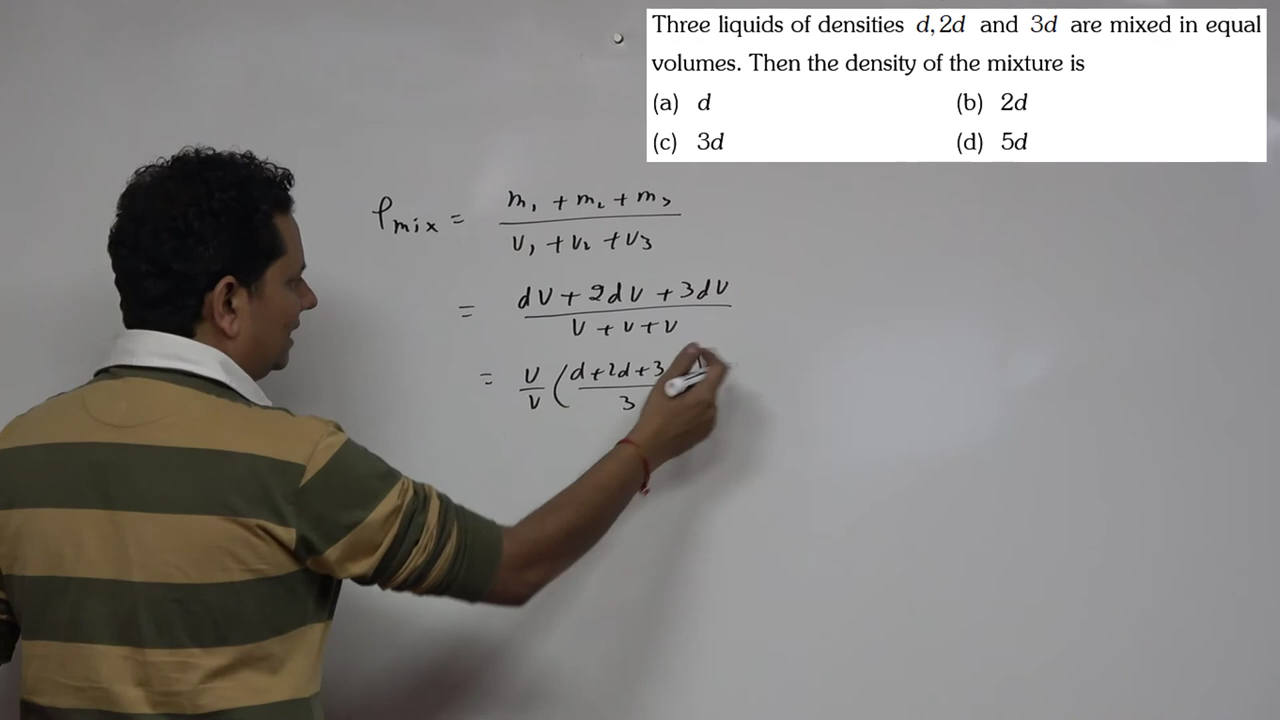 Three liquids of densities d, 2d and 3d are mixed in equal
volumes. Then the density of the mixture is
(a) d (b) 2d
(c) 3d (d) 5d
ρmix = m₁ + m₂ + m₃
v₁ + v₂ + v₃
= dv + 2dv + 3dv
v + v + v
= v (d + 2d + 3
v 3